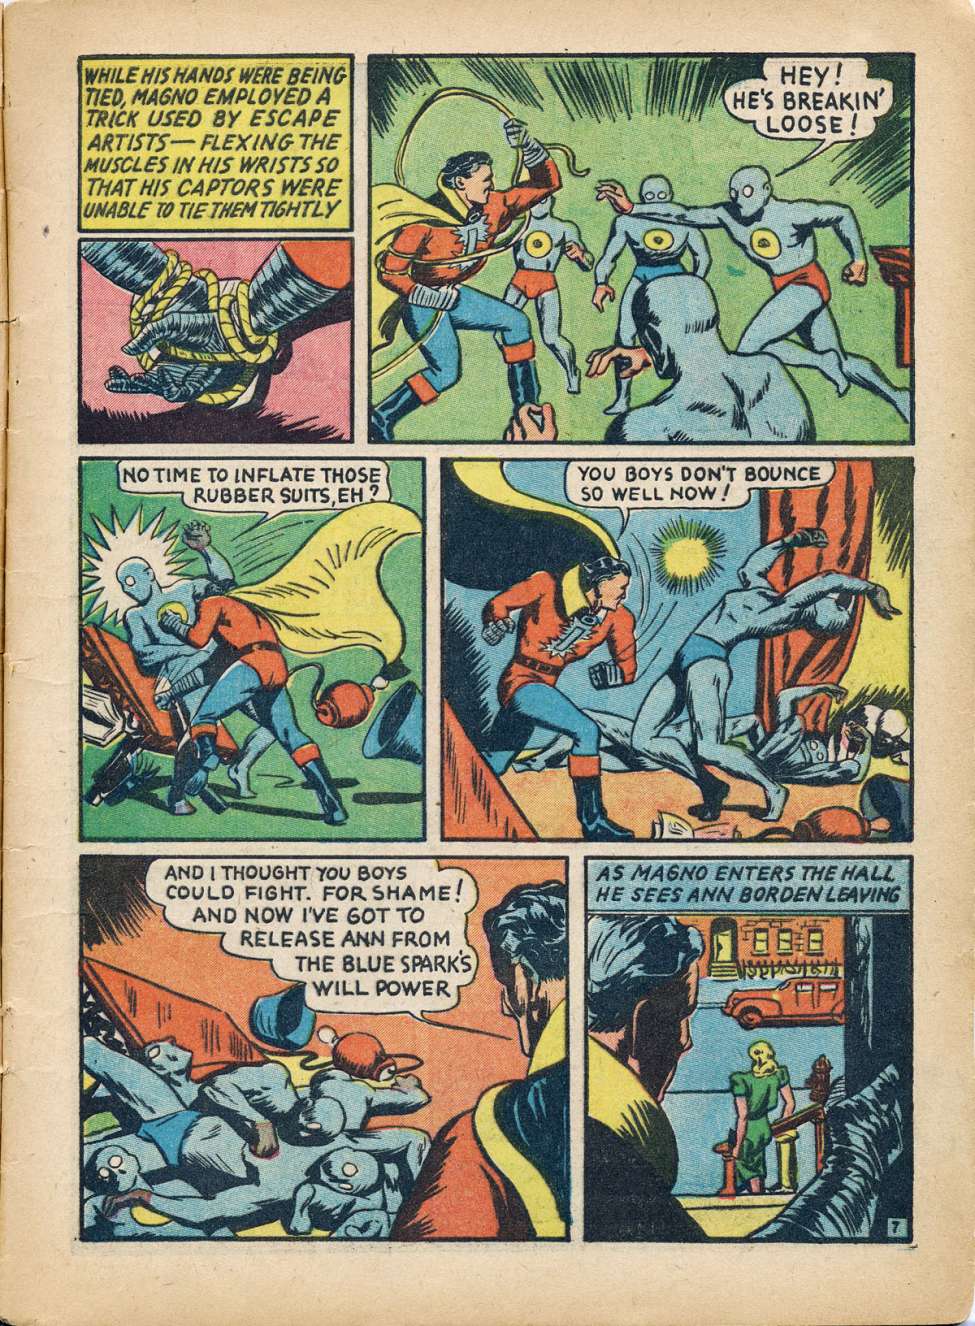 WHILE HIS HANDS WERE BEING
TIED, MAGNO EMPLOYED A
TRICK USED BY ESCAPE
ARTISTS — FLEXING THE
MUSCLES IN HIS WRISTS SO
THAT HIS CAPTORS WERE
UNABLE TO TIE THEM TIGHTLY
HEY!
HE'S BREAKIN'
LOOSE!
NO TIME TO INFLATE THOSE
RUBBER SUITS, EH?
YOU BOYS DON'T BOUNCE
SO WELL NOW!
AND I THOUGHT YOU BOYS
COULD FIGHT. FOR SHAME!
AND NOW I'VE GOT TO
RELEASE ANN FROM
THE BLUE SPARK'S
WILL POWER
AS MAGNO ENTERS THE HALL
HE SEES ANN BORDEN LEAVING
7